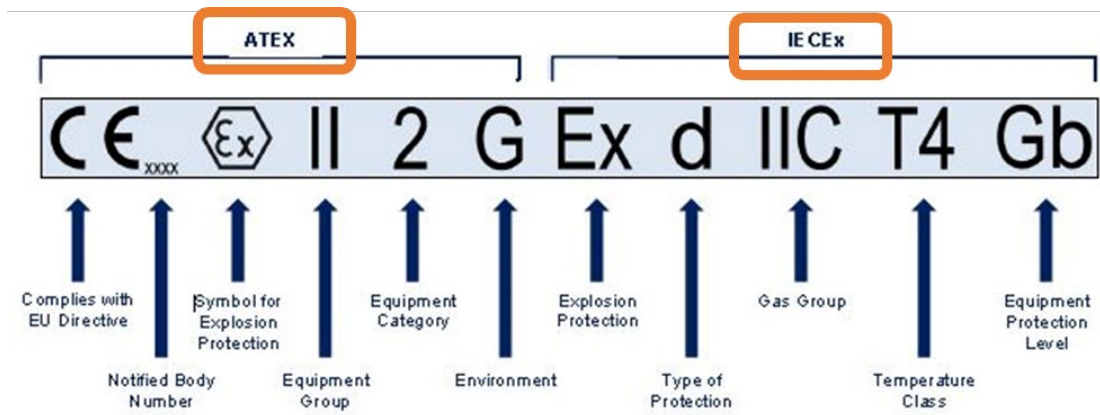 ATEX
IECEx
CE xxxx Ex II 2 G Ex d IIC T4 Gb
Complies with
EU Directive
Symbol for
Explosion
Protection
Equipment
Category
Explosion
Protection
Gas Group
Equipment
Protection
Level
Notified Body
Number
Equipment
Group
Environment
Type of
Protection
Temperature
Class